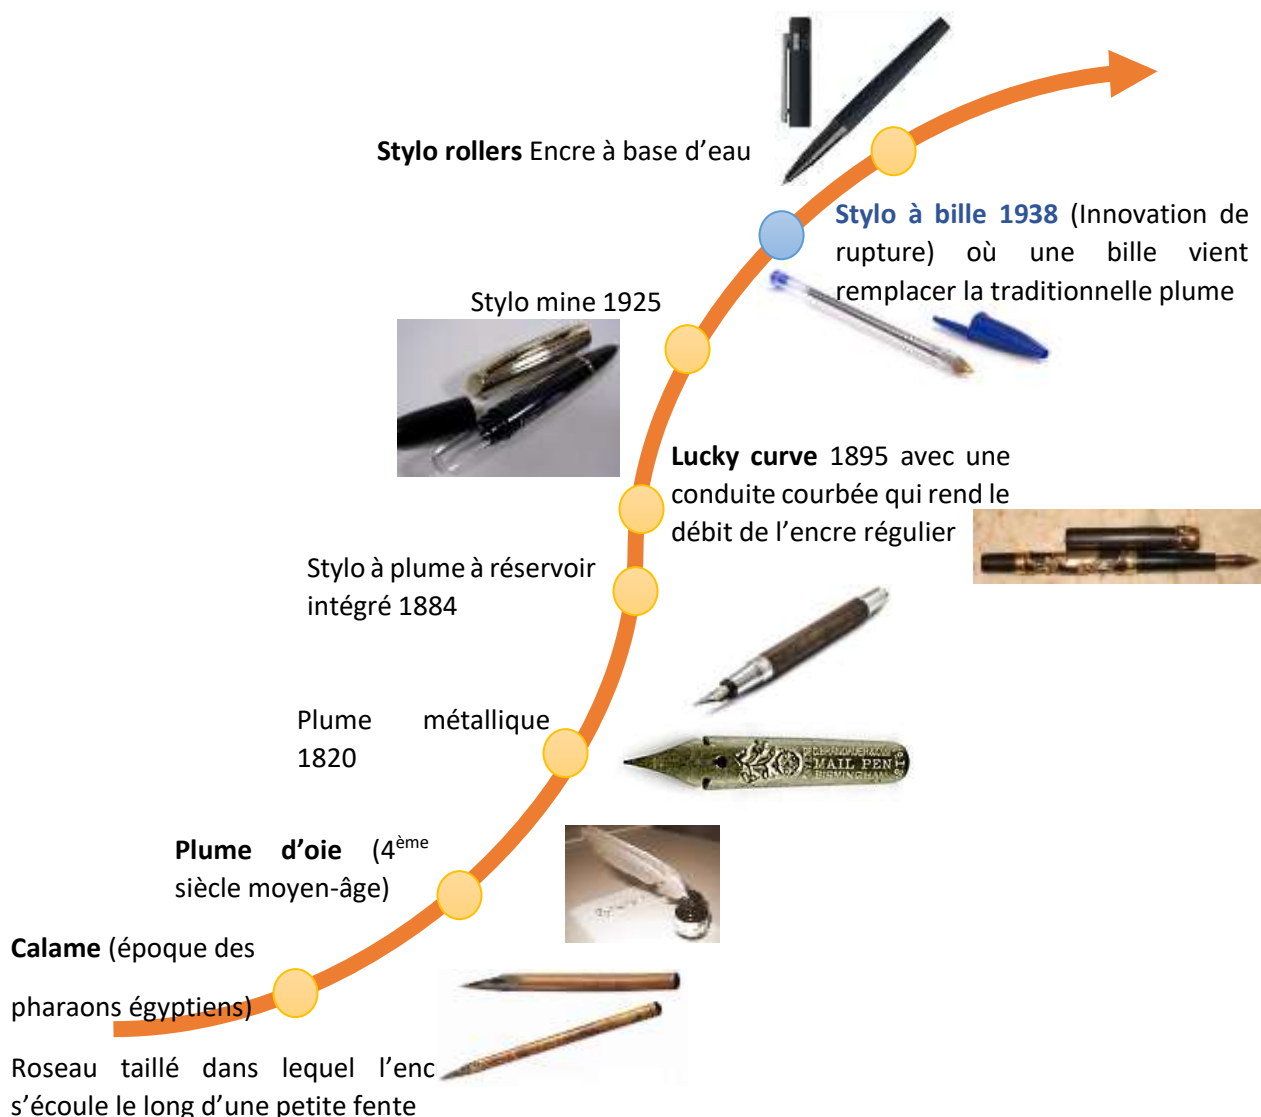 Stylo rollers Encre à base d’eau
Stylo à bille 1938 (Innovation de
rupture) où une bille vient
remplacer la traditionnelle plume
Stylo mine 1925
Lucky curve 1895 avec une
conduite courbée qui rend le
débit de l’encre régulier
Stylo à plume à réservoir
intégré 1884
Plume métallique
1820
MAIL PEN
BIRMINGHAM
Plume d’oie (4ème
siècle moyen-âge)
Calame (époque des
pharaons égyptiens)
Roseau taillé dans lequel l’enc
s’écoule le long d’une petite fente